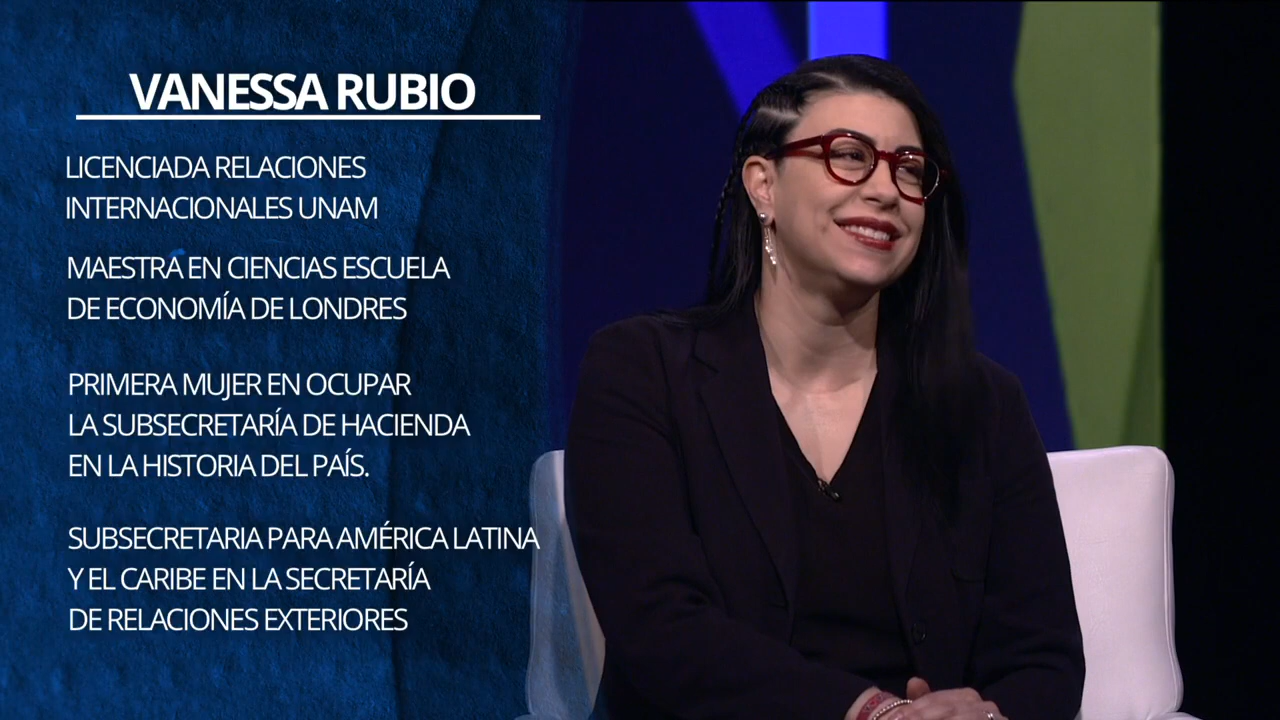 VANESSA RUBIO
LICENCIADA RELACIONES
INTERNACIONALES UNAM
MAESTRA EN CIENCIAS ESCUELA
DE ECONOMÍA DE LONDRES
PRIMERA MUJER EN OCUPAR
LA SUBSECRETARÍA DE HACIENDA
EN LA HISTORIA DEL PAÍS.
SUBSECRETARIA PARA AMÉRICA LATINA
Y EL CARIBE EN LA SECRETARÍA
DE RELACIONES EXTERIORES